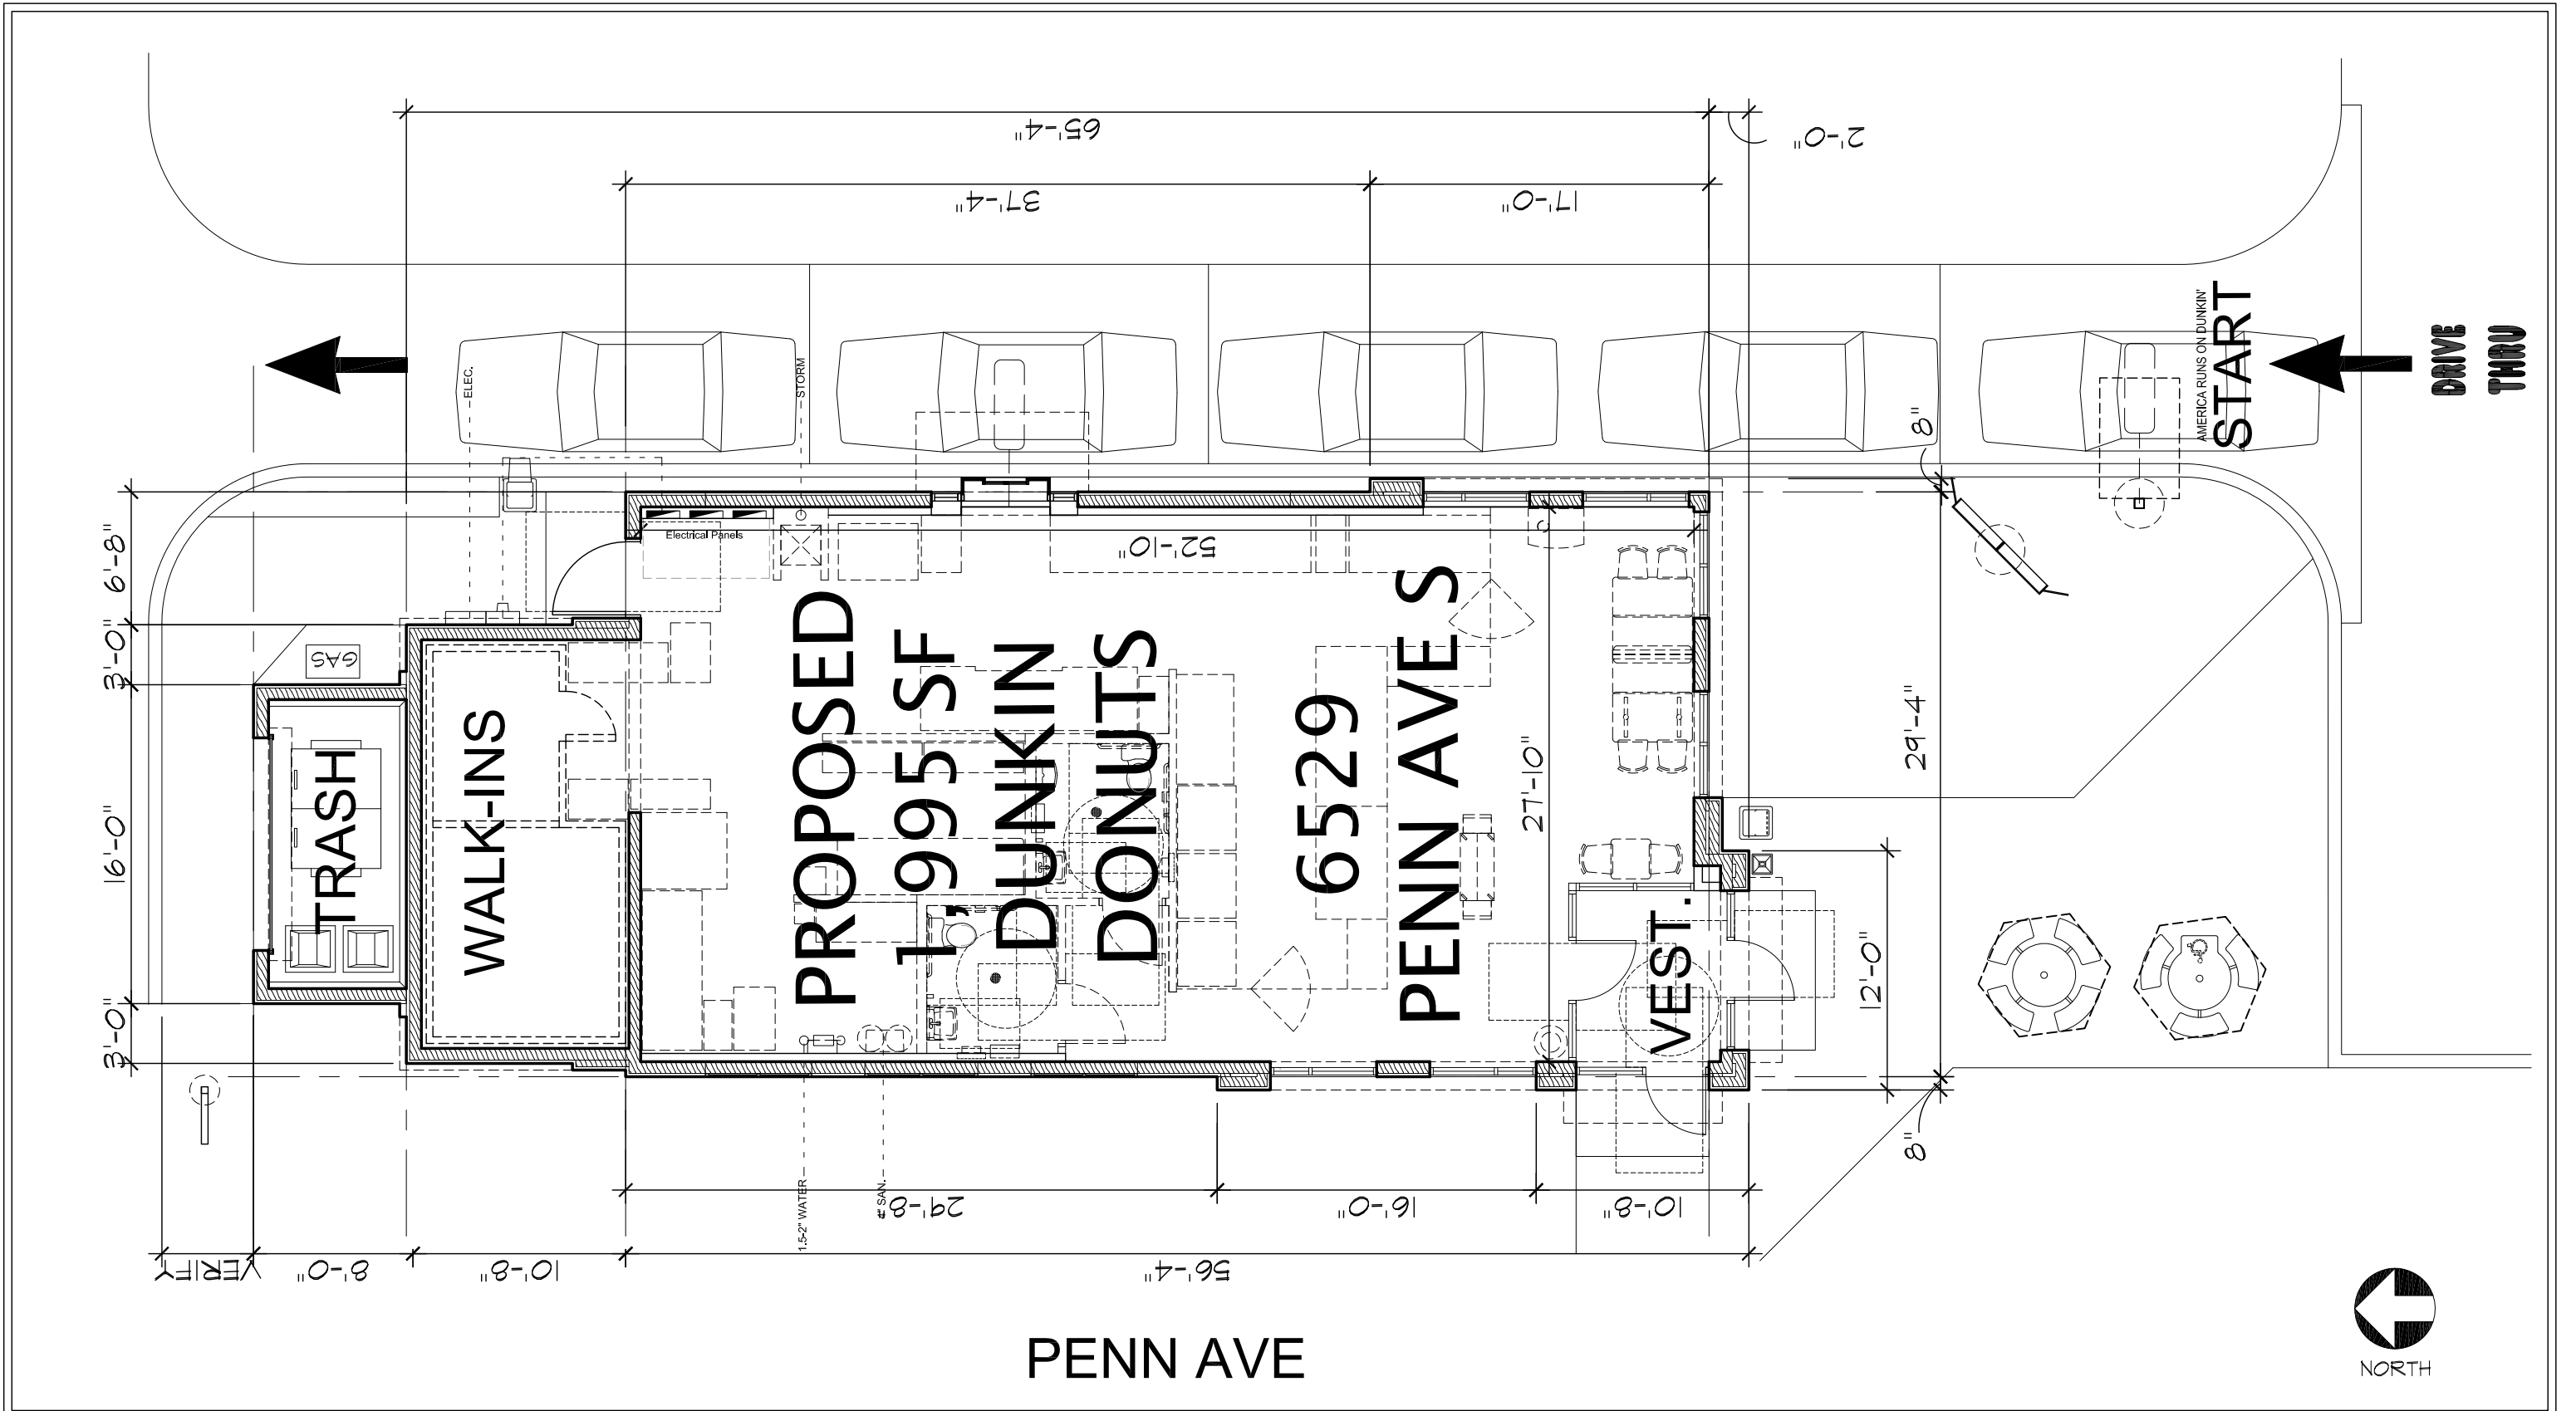 65'-4"
2'-0"
37'-4"
17'-0"
ELEC.
STORM
AMERICA RUNS ON DUNKIN'
START
DRIVE
THRU
8"
6'-8"
3'-0"
16'-0"
3'-0"
GAS
Electrical Panels
52'-10"
TRASH
WALK-INS
PROPOSED
1,995 SF
DUNKIN
DONUTS
6529
PENN AVE S
27'-10"
VEST.
29'-4"
12'-0"
8"
1.5-2" WATER
4" SAN.
29'-8"
16'-0"
10'-8"
VERIFY
8'-0"
10'-8"
56'-4"
PENN AVE
NORTH